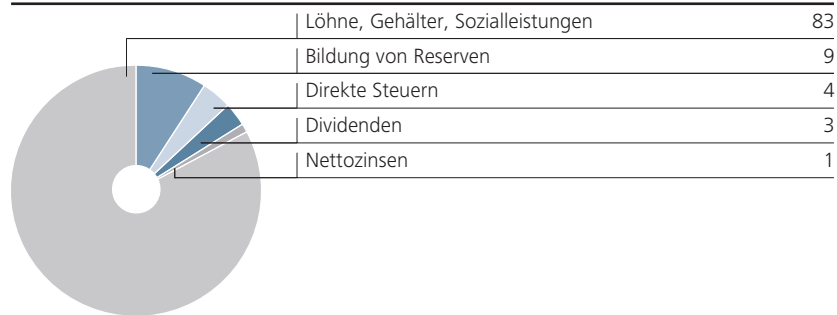 Löhne, Gehälter, Sozialleistungen 83
Bildung von Reserven 9
Direkte Steuern 4
Dividenden 3
Nettozinsen 1